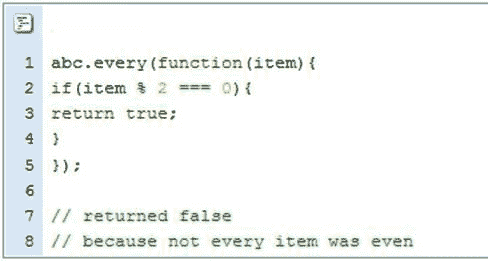 1 abc.every(function(item){
2 if(item % 2 === 0){
3 return true;
4 }
5 });
6
7 // returned false
8 // because not every item was even